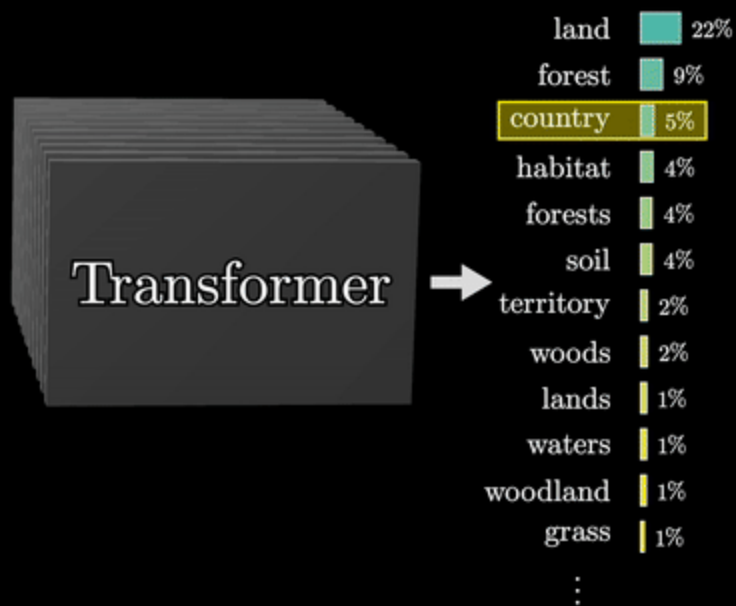 Transformer
land 22%
forest 9%
country 5%
habitat 4%
forests 4%
soil 4%
territory 2%
woods 2%
lands 1%
waters 1%
woodland 1%
grass 1%
⋮